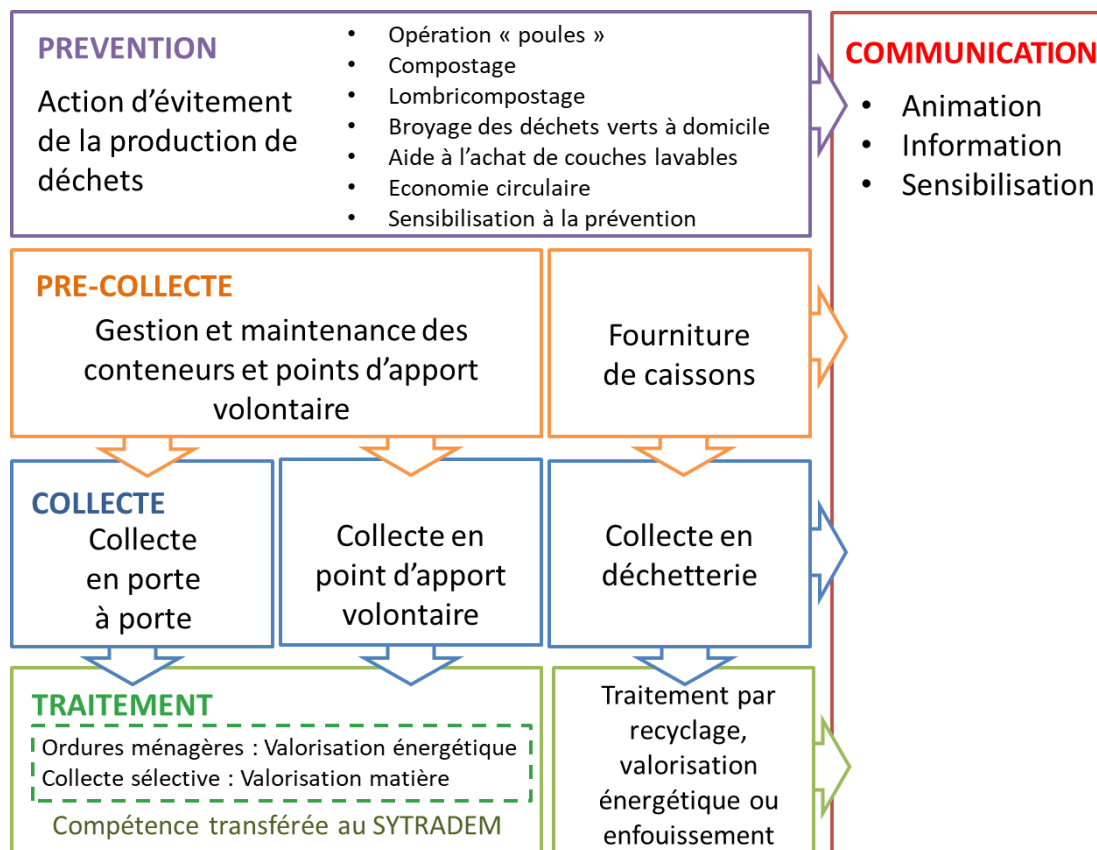 PREVENTION
Action d’évitement
de la production de
déchets
• Opération « poules »
• Compostage
• Lombricompostage
• Broyage des déchets verts à domicile
• Aide à l’achat de couches lavables
• Economie circulaire
• Sensibilisation à la prévention
COMMUNICATION
• Animation
• Information
• Sensibilisation
PRE-COLLECTE
Gestion et maintenance des
conteneurs et points d’apport
volontaire
Fourniture
de caissons
COLLECTE
Collecte
en porte
à porte
Collecte en
point d’apport
volontaire
Collecte en
déchetterie
TRAITEMENT
Ordures ménagères : Valorisation énergétique
Collecte sélective : Valorisation matière
Compétence transférée au SYTRADEM
Traitement par
recyclage,
valorisation
énergétique ou
enfouissement